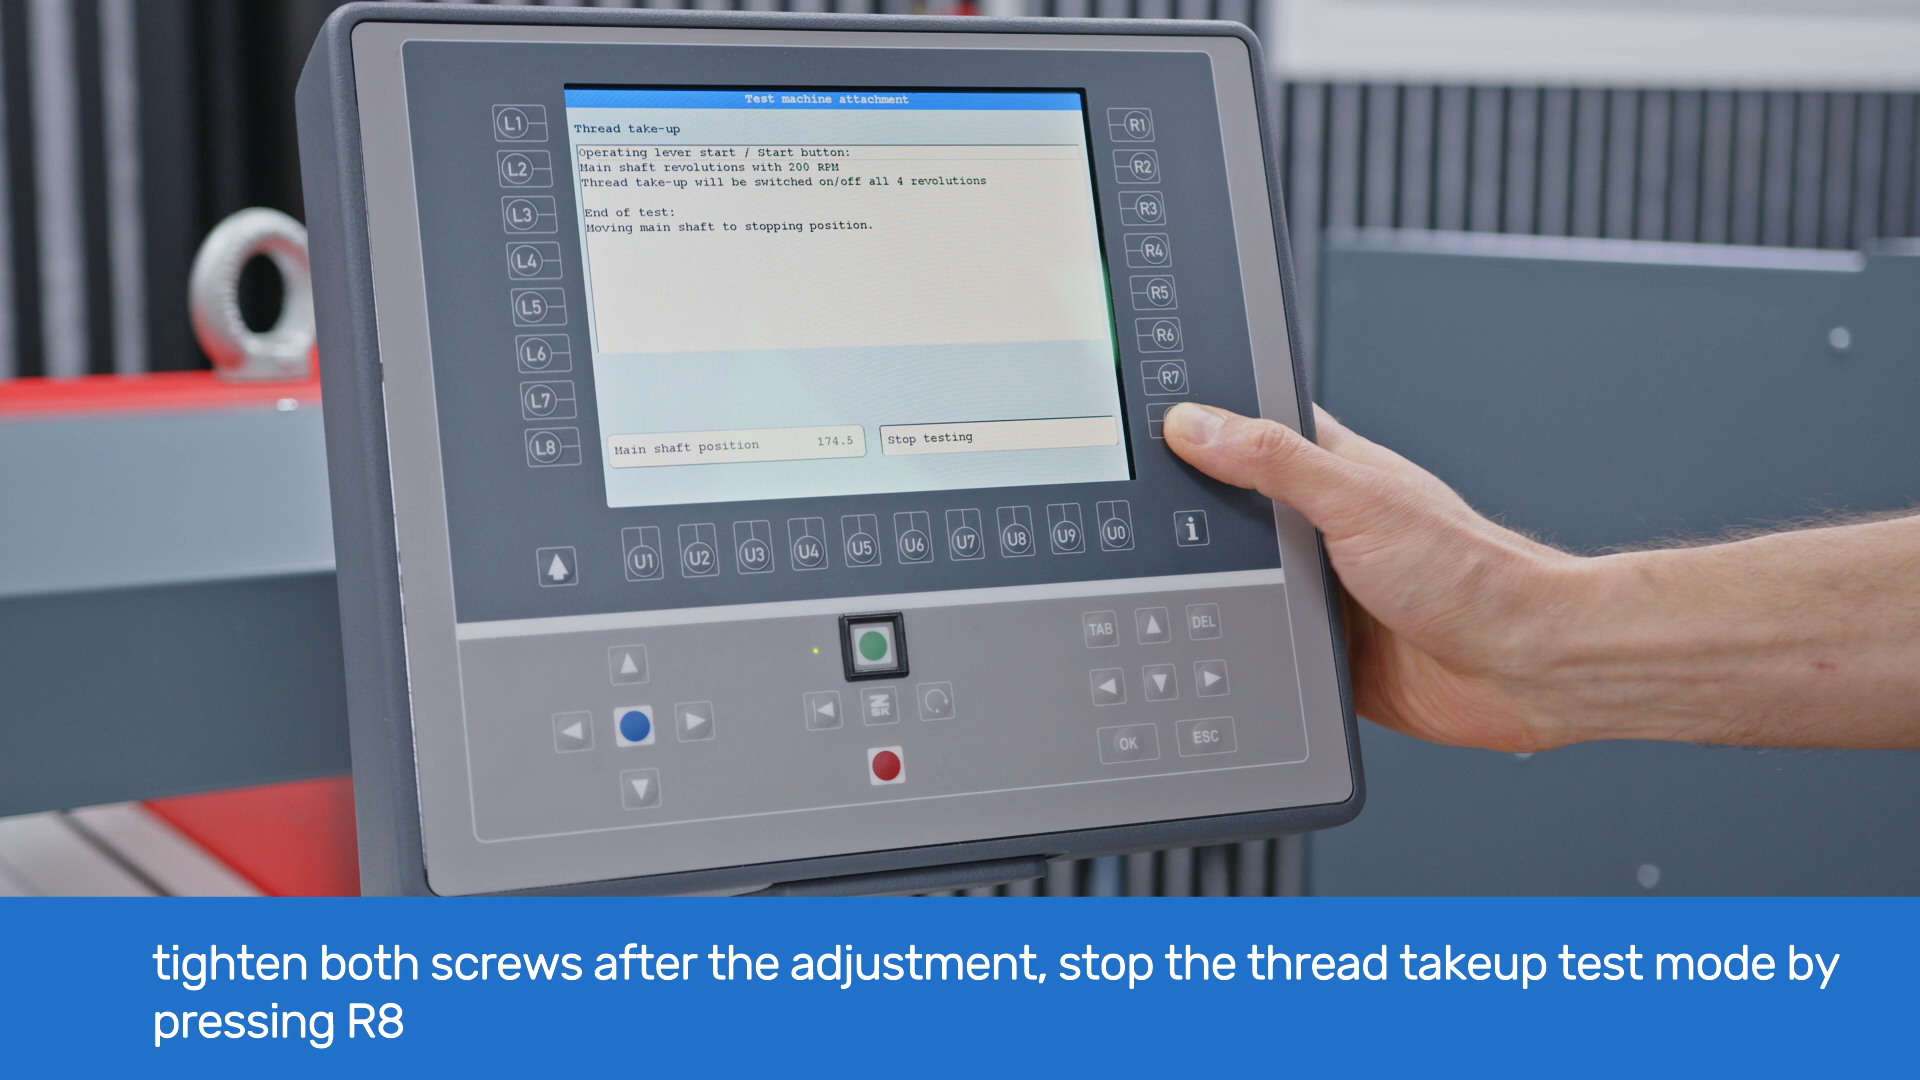 Test machine attachment
Thread take-up
Operating lever start / Start button:
Main shaft revolutions with 200 RPM
Thread take-up will be switched on/off all 4 revolutions
End of test:
Moving main shaft to stopping position.
Main shaft position 174.5
Stop testing
L1
L2
L3
L4
L5
L6
L7
L8
R1
R2
R3
R4
R5
R6
R7
U1 U2 U3 U4 U5 U6 U7 U8 U9 U0 i
TAB DEL
ZSK
OK ESC
tighten both screws after the adjustment, stop the thread takeup test mode by
pressing R8